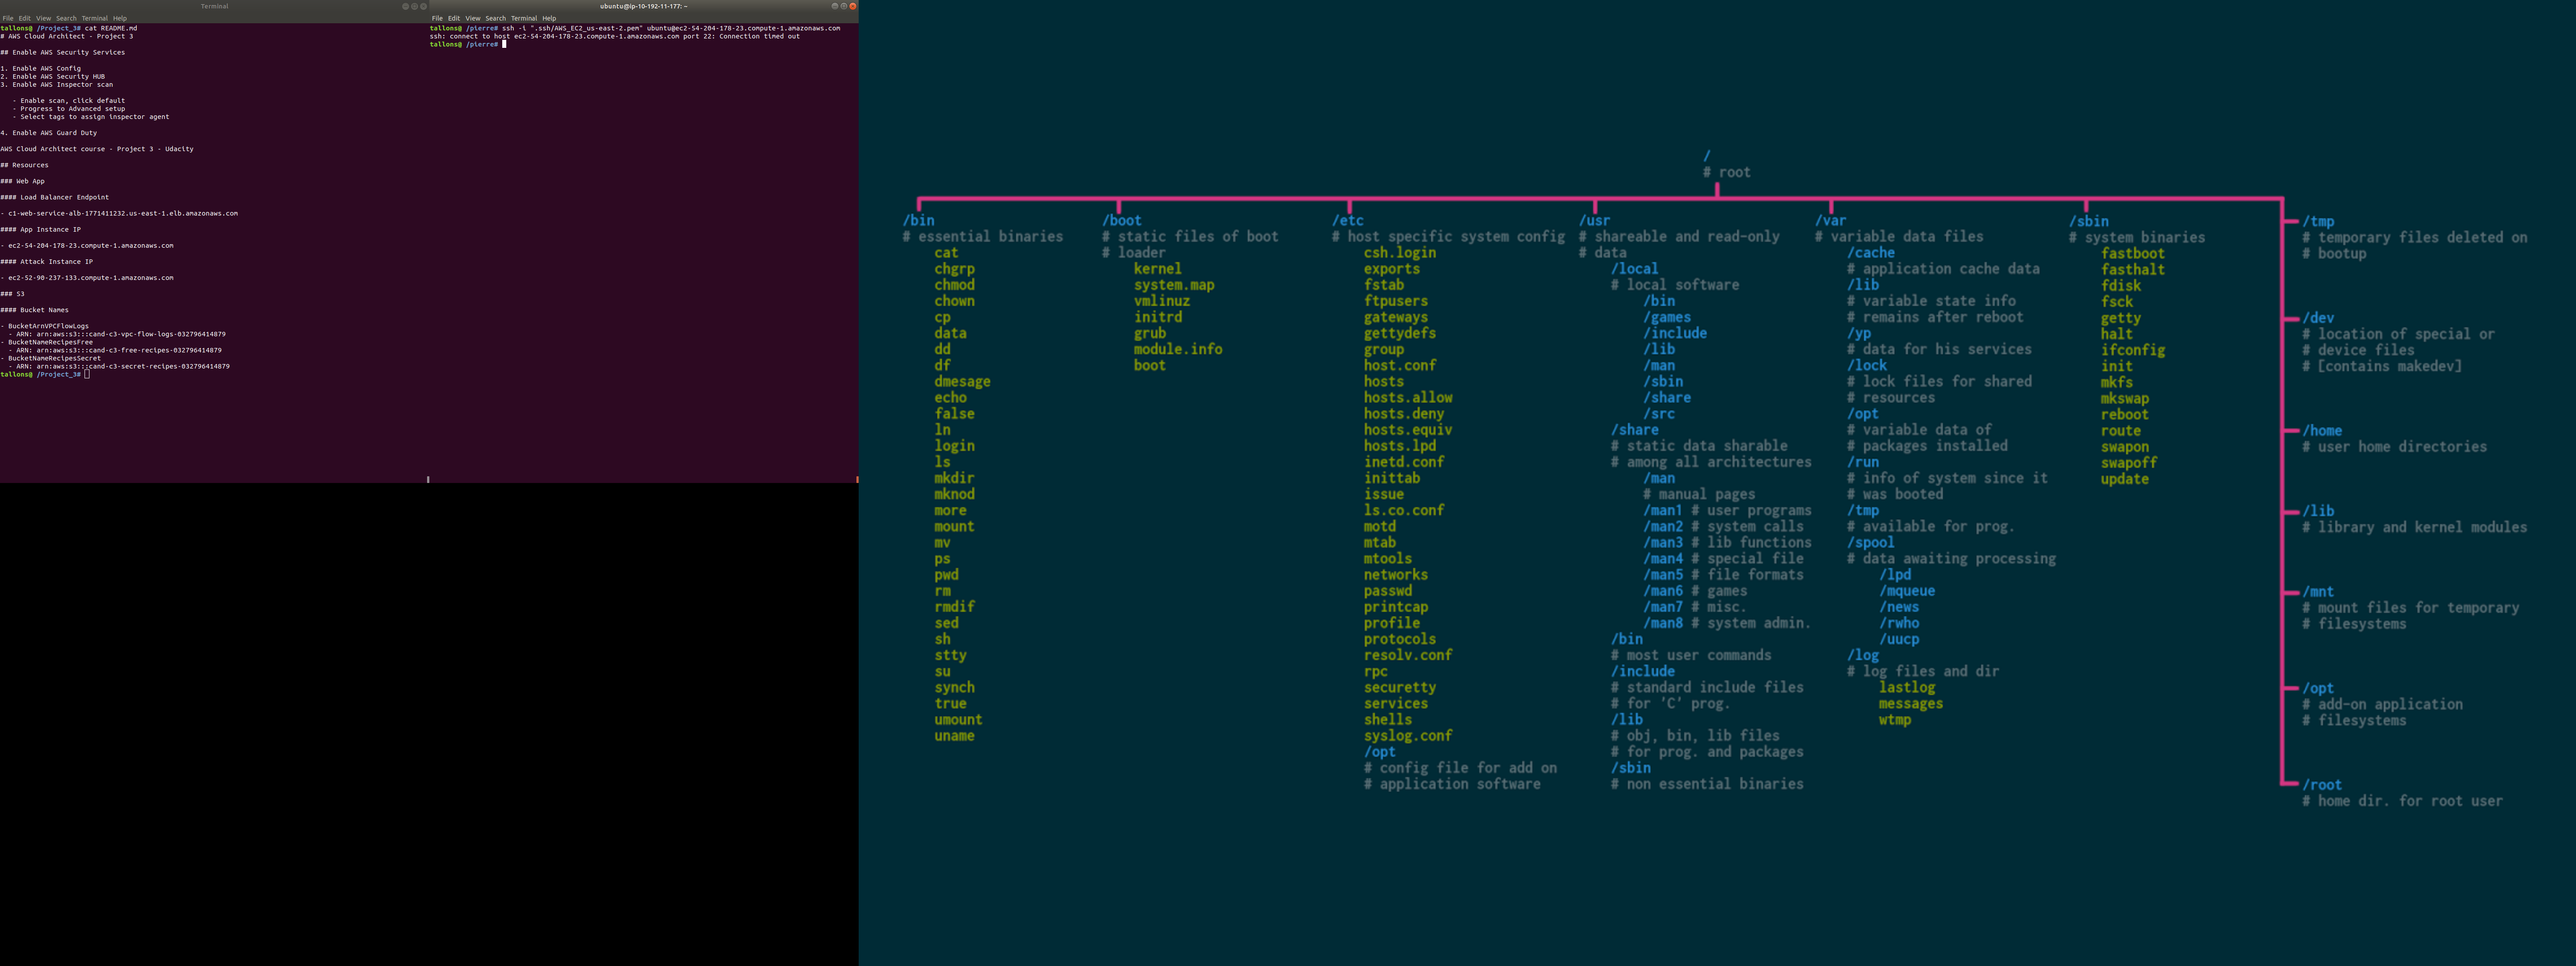 Terminal
File Edit View Search Terminal Help
tallons@ /Project_3# cat README.md
# AWS Cloud Architect - Project 3
## Enable AWS Security Services
1. Enable AWS Config
2. Enable AWS Security HUB
3. Enable AWS Inspector scan
- Enable scan, click default
- Progress to Advanced setup
- Select tags to assign inspector agent
4. Enable AWS Guard Duty
AWS Cloud Architect course - Project 3 - Udacity
## Resources
### Web App
#### Load Balancer Endpoint
- c1-web-service-alb-1771411232.us-east-1.elb.amazonaws.com
#### App Instance IP
- ec2-54-204-178-23.compute-1.amazonaws.com
#### Attack Instance IP
- ec2-52-90-237-133.compute-1.amazonaws.com
### S3
#### Bucket Names
- BucketArnVPCFlowLogs
- ARN: arn:aws:s3:::cand-c3-vpc-flow-logs-032796414879
- BucketNameRecipesFree
- ARN: arn:aws:s3:::cand-c3-free-recipes-032796414879
- BucketNameRecipesSecret
- ARN: arn:aws:s3:::cand-c3-secret-recipes-032796414879
tallons@ /Project_3#
ubuntu@ip-10-192-11-177: ~
File Edit View Search Terminal Help
tallons@ /pierre# ssh -i ".ssh/AWS_EC2_us-east-2.pem" ubuntu@ec2-54-204-178-23.compute-1.amazonaws.com
ssh: connect to host ec2-54-204-178-23.compute-1.amazonaws.com port 22: Connection timed out
tallons@ /pierre#
/
# root
/bin
# essential binaries
cat
chgrp
chmod
chown
cp
data
dd
df
dmesage
echo
false
ln
login
ls
mkdir
mknod
more
mount
mv
ps
pwd
rm
rmdif
sed
sh
stty
su
synch
true
umount
uname
/boot
# static files of boot
# loader
kernel
system.map
vmlinuz
initrd
grub
module.info
boot
/etc
# host specific system config
csh.login
exports
fstab
ftpusers
gateways
gettydefs
group
host.conf
hosts
hosts.allow
hosts.deny
hosts.equiv
hosts.lpd
inetd.conf
inittab
issue
ls.co.conf
motd
mtab
mtools
networks
passwd
printcap
profile
protocols
resolv.conf
rpc
securetty
services
shells
syslog.conf
/opt
# config file for add on
# application software
/usr
# shareable and read-only
# data
/local
# local software
/bin
/games
/include
/lib
/man
/sbin
/share
/src
/share
# static data sharable
# among all architectures
/man
# manual pages
/man1 # user programs
/man2 # system calls
/man3 # lib functions
/man4 # special file
/man5 # file formats
/man6 # games
/man7 # misc.
/man8 # system admin.
/bin
# most user commands
/include
# standard include files
# for 'C' prog.
/lib
# obj, bin, lib files
# for prog. and packages
/sbin
# non essential binaries
/var
# variable data files
/cache
# application cache data
/lib
# variable state info
# remains after reboot
/yp
# data for his services
/lock
# lock files for shared
# resources
/opt
# variable data of
# packages installed
/run
# info of system since it
# was booted
/tmp
# available for prog.
/spool
# data awaiting processing
/lpd
/mqueue
/news
/rwho
/uucp
/log
# log files and dir
lastlog
messages
wtmp
/sbin
# system binaries
fastboot
fasthalt
fdisk
fsck
getty
halt
ifconfig
init
mkfs
mkswap
reboot
route
swapon
swapoff
update
/tmp
# temporary files deleted on
# bootup
/dev
# location of special or
# device files
# [contains makedev]
/home
# user home directories
/lib
# library and kernel modules
/mnt
# mount files for temporary
# filesystems
/opt
# add-on application
# filesystems
/root
# home dir. for root user